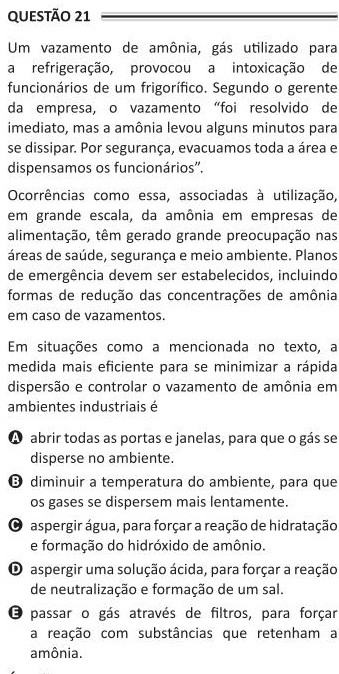 QUESTÃO 21
Um vazamento de amônia, gás utilizado para
a refrigeração, provocou a intoxicação de
funcionários de um frigorífico. Segundo o gerente
da empresa, o vazamento “foi resolvido de
imediato, mas a amônia levou alguns minutos para
se dissipar. Por segurança, evacuamos toda a área e
dispensamos os funcionários”.
Ocorrências como essa, associadas à utilização,
em grande escala, da amônia em empresas de
alimentação, têm gerado grande preocupação nas
áreas de saúde, segurança e meio ambiente. Planos
de emergência devem ser estabelecidos, incluindo
formas de redução das concentrações de amônia
em caso de vazamentos.
Em situações como a mencionada no texto, a
medida mais eficiente para se minimizar a rápida
dispersão e controlar o vazamento de amônia em
ambientes industriais é
A abrir todas as portas e janelas, para que o gás se
disperse no ambiente.
B diminuir a temperatura do ambiente, para que
os gases se dispersem mais lentamente.
C aspergir água, para forçar a reação de hidratação
e formação do hidróxido de amônio.
D aspergir uma solução ácida, para forçar a reação
de neutralização e formação de um sal.
E passar o gás através de filtros, para forçar
a reação com substâncias que retenham a
amônia.